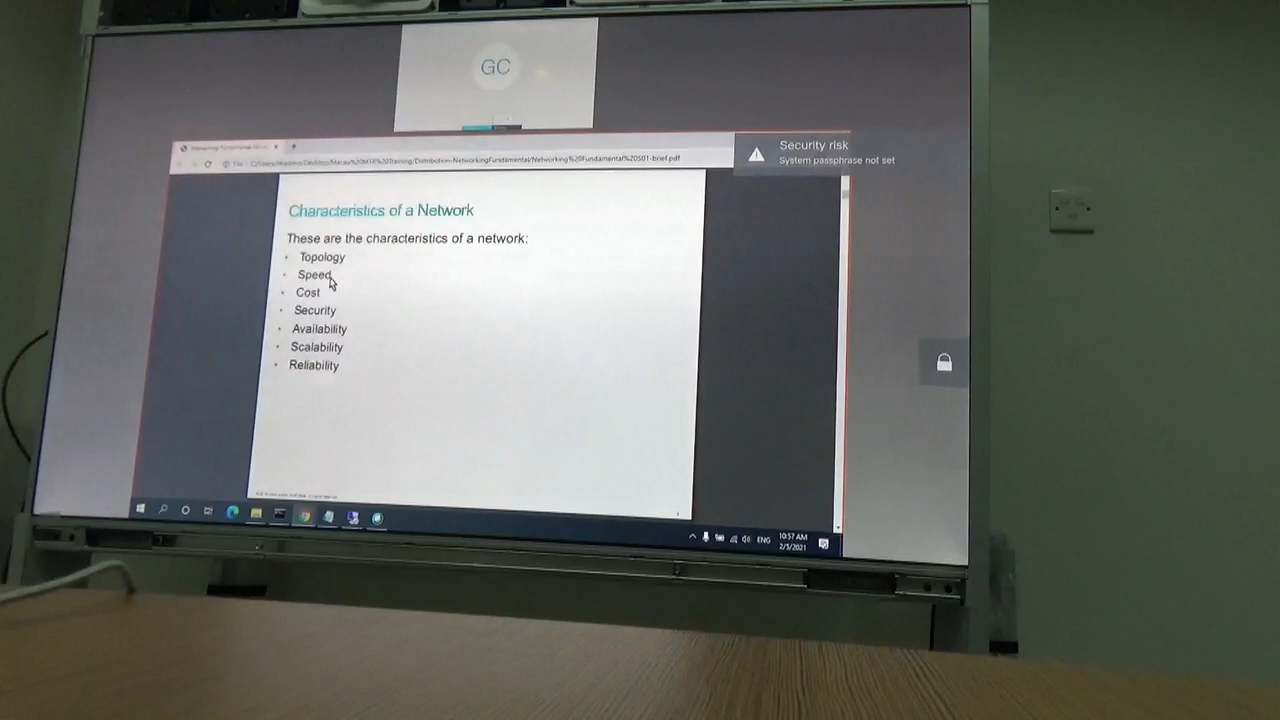 GC
Security risk
System passphrase not set
Characteristics of a Network
These are the characteristics of a network:
• Topology
• Speed
• Cost
• Security
• Availability
• Scalability
• Reliability
ENG
10:57 AM
2/5/2021